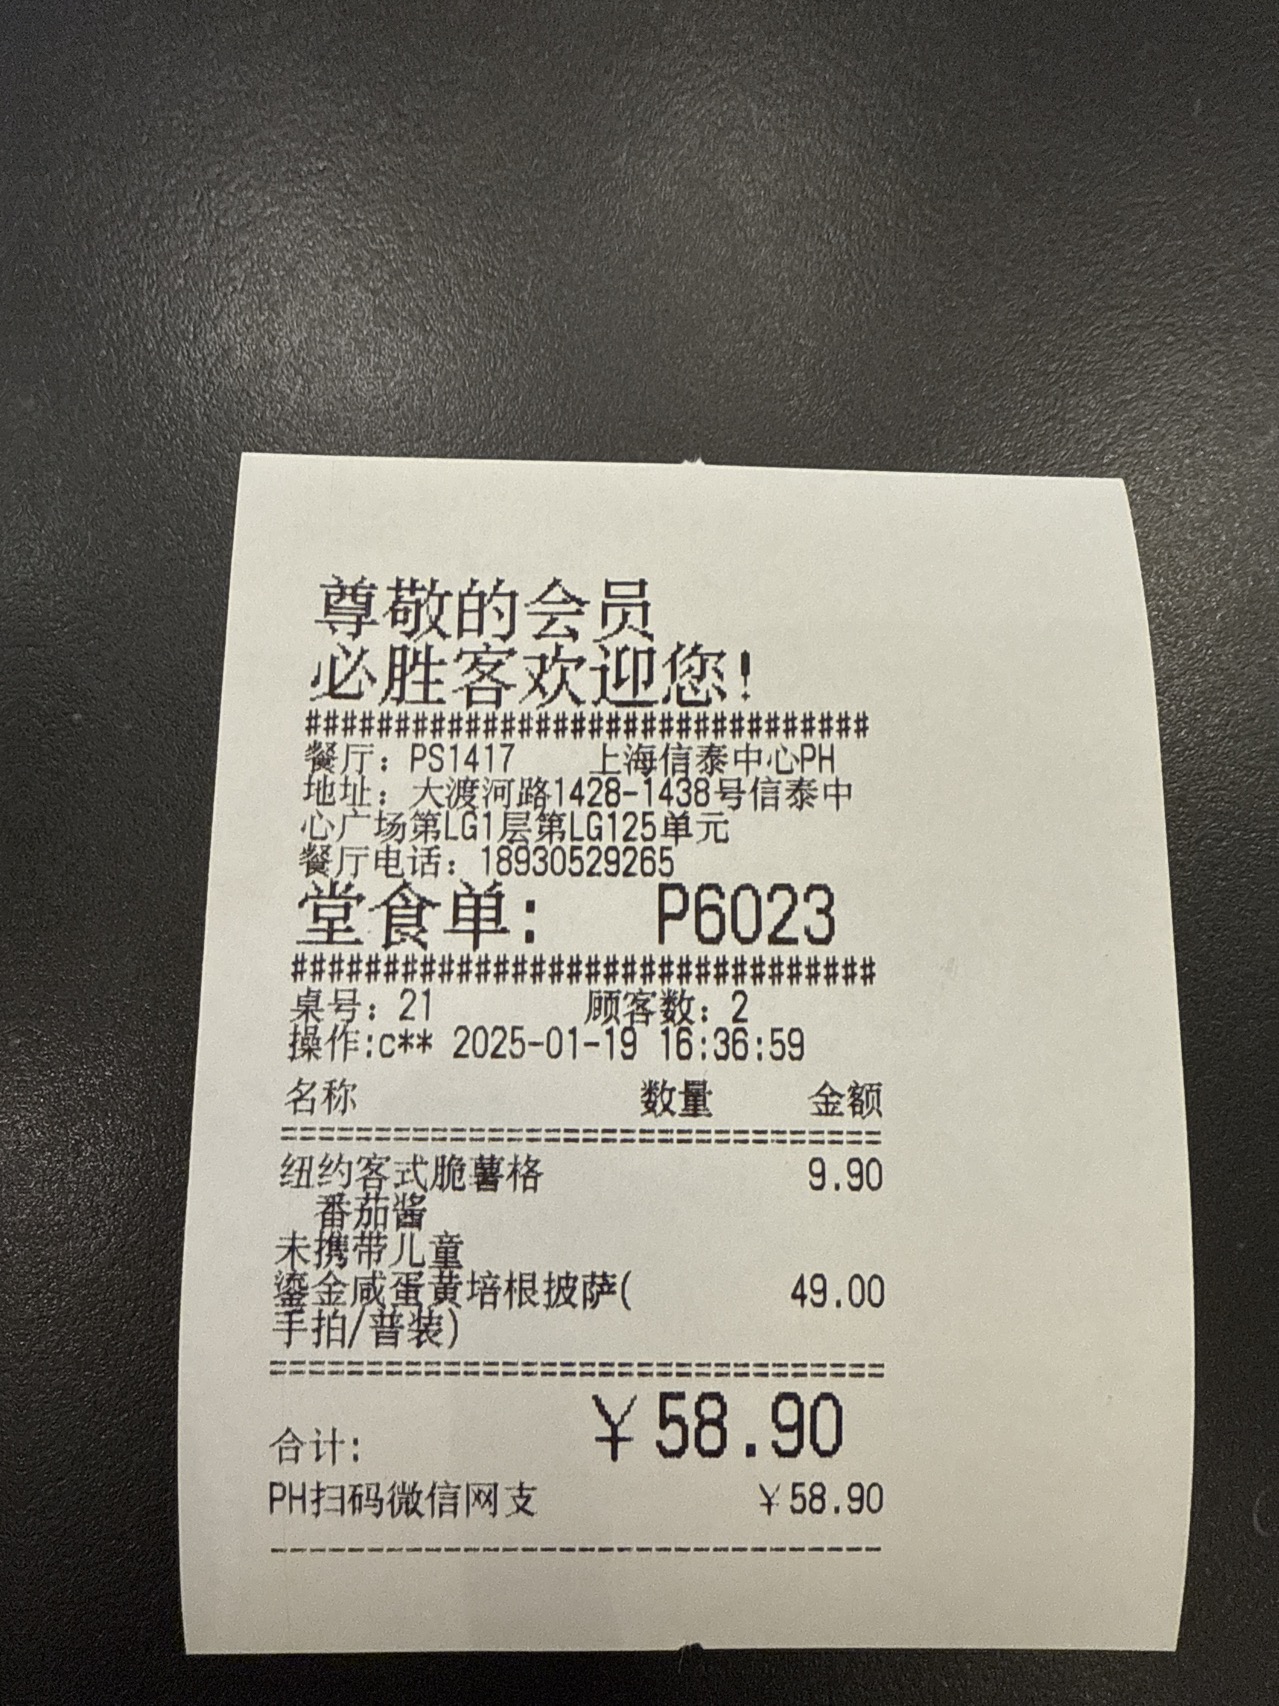 尊敬的会员
必胜客欢迎您!
###############################
餐厅: PS1417 上海信泰中心PH
地址: 大渡河路1428-1438号信泰中
心广场第LG1层第LG125单元
餐厅电话: 18930529265
堂食单: P6023
################################
桌号: 21 顾客数: 2
操作:c** 2025-01-19 16:36:59
名称 数量 金额
================================
纽约客式脆薯格 9.90
番茄酱
未携带儿童
鎏金咸蛋黄培根披萨( 49.00
手拍/普装)
================================
合计: ¥58.90
PH扫码微信网支 ¥58.90
--------------------------------